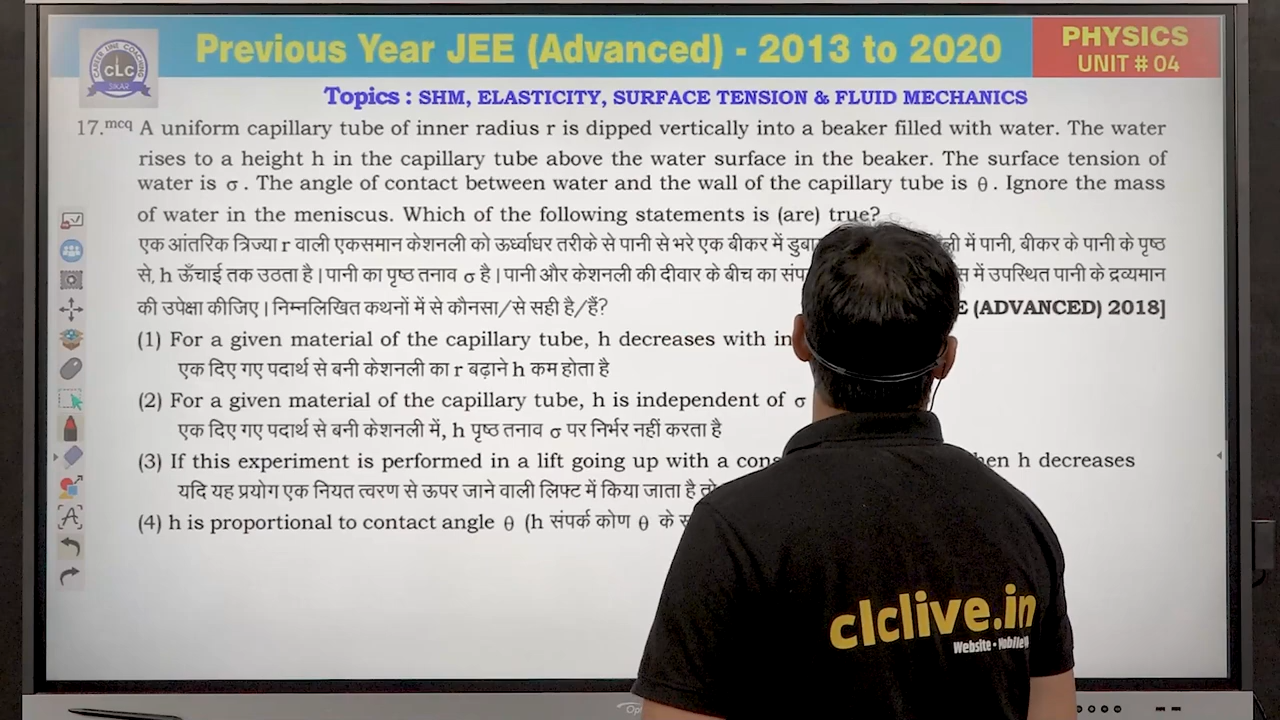 Previous Year JEE (Advanced) - 2013 to 2020
PHYSICS
UNIT # 04
CLC
SIKAR
Topics : SHM, ELASTICITY, SURFACE TENSION & FLUID MECHANICS
17.mcq A uniform capillary tube of inner radius r is dipped vertically into a beaker filled with water. The water
rises to a height h in the capillary tube above the water surface in the beaker. The surface tension of
water is σ. The angle of contact between water and the wall of the capillary tube is θ. Ignore the mass
of water in the meniscus. Which of the following statements is (are) true?
एक आंतरिक त्रिज्या r वाली एकसमान केशनली को ऊर्ध्वाधर तरीके से पानी से भरे एक बीकर में में पानी, बीकर के पानी के पृष्ठ
से, h ऊँचाई तक उठता है। पानी का पृष्ठ तनाव σ है। पानी और केशनली की दीवार के बीच का में उपस्थित पानी के द्रव्यमान
की उपेक्षा कीजिए। निम्नलिखित कथनों में से कौनसा/से सही है/हैं? (ADVANCED) 2018]
(1) For a given material of the capillary tube, h decreases with
एक दिए गए पदार्थ से बनी केशनली का r बढ़ाने h कम होता है
(2) For a given material of the capillary tube, h is independent of σ
एक दिए गए पदार्थ से बनी केशनली में, h पृष्ठ तनाव σ पर निर्भर नहीं करता है
(3) If this experiment is performed in a lift going up with a h decreases
यदि यह प्रयोग एक नियत त्वरण से ऊपर जाने वाली लिफ्ट में किया जाता है
(4) h is proportional to contact angle θ (h संपर्क कोण θ के
clclive.in
Website •